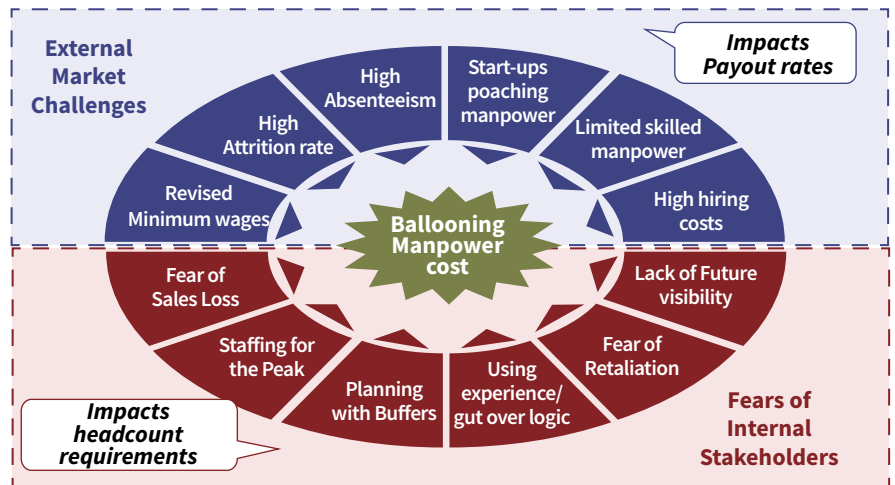 External
Market
Challenges
Impacts
Payout rates
Revised
Minimum wages
High
Attrition rate
High
Absenteeism
Start-ups
poaching
manpower
Limited skilled
manpower
High hiring
costs
Ballooning
Manpower
cost
Fear of
Sales Loss
Staffing for
the Peak
Planning
with Buffers
Using
experience/
gut over logic
Fear of
Retaliation
Lack of Future
visibility
Impacts
headcount
requirements
Fears of
Internal
Stakeholders